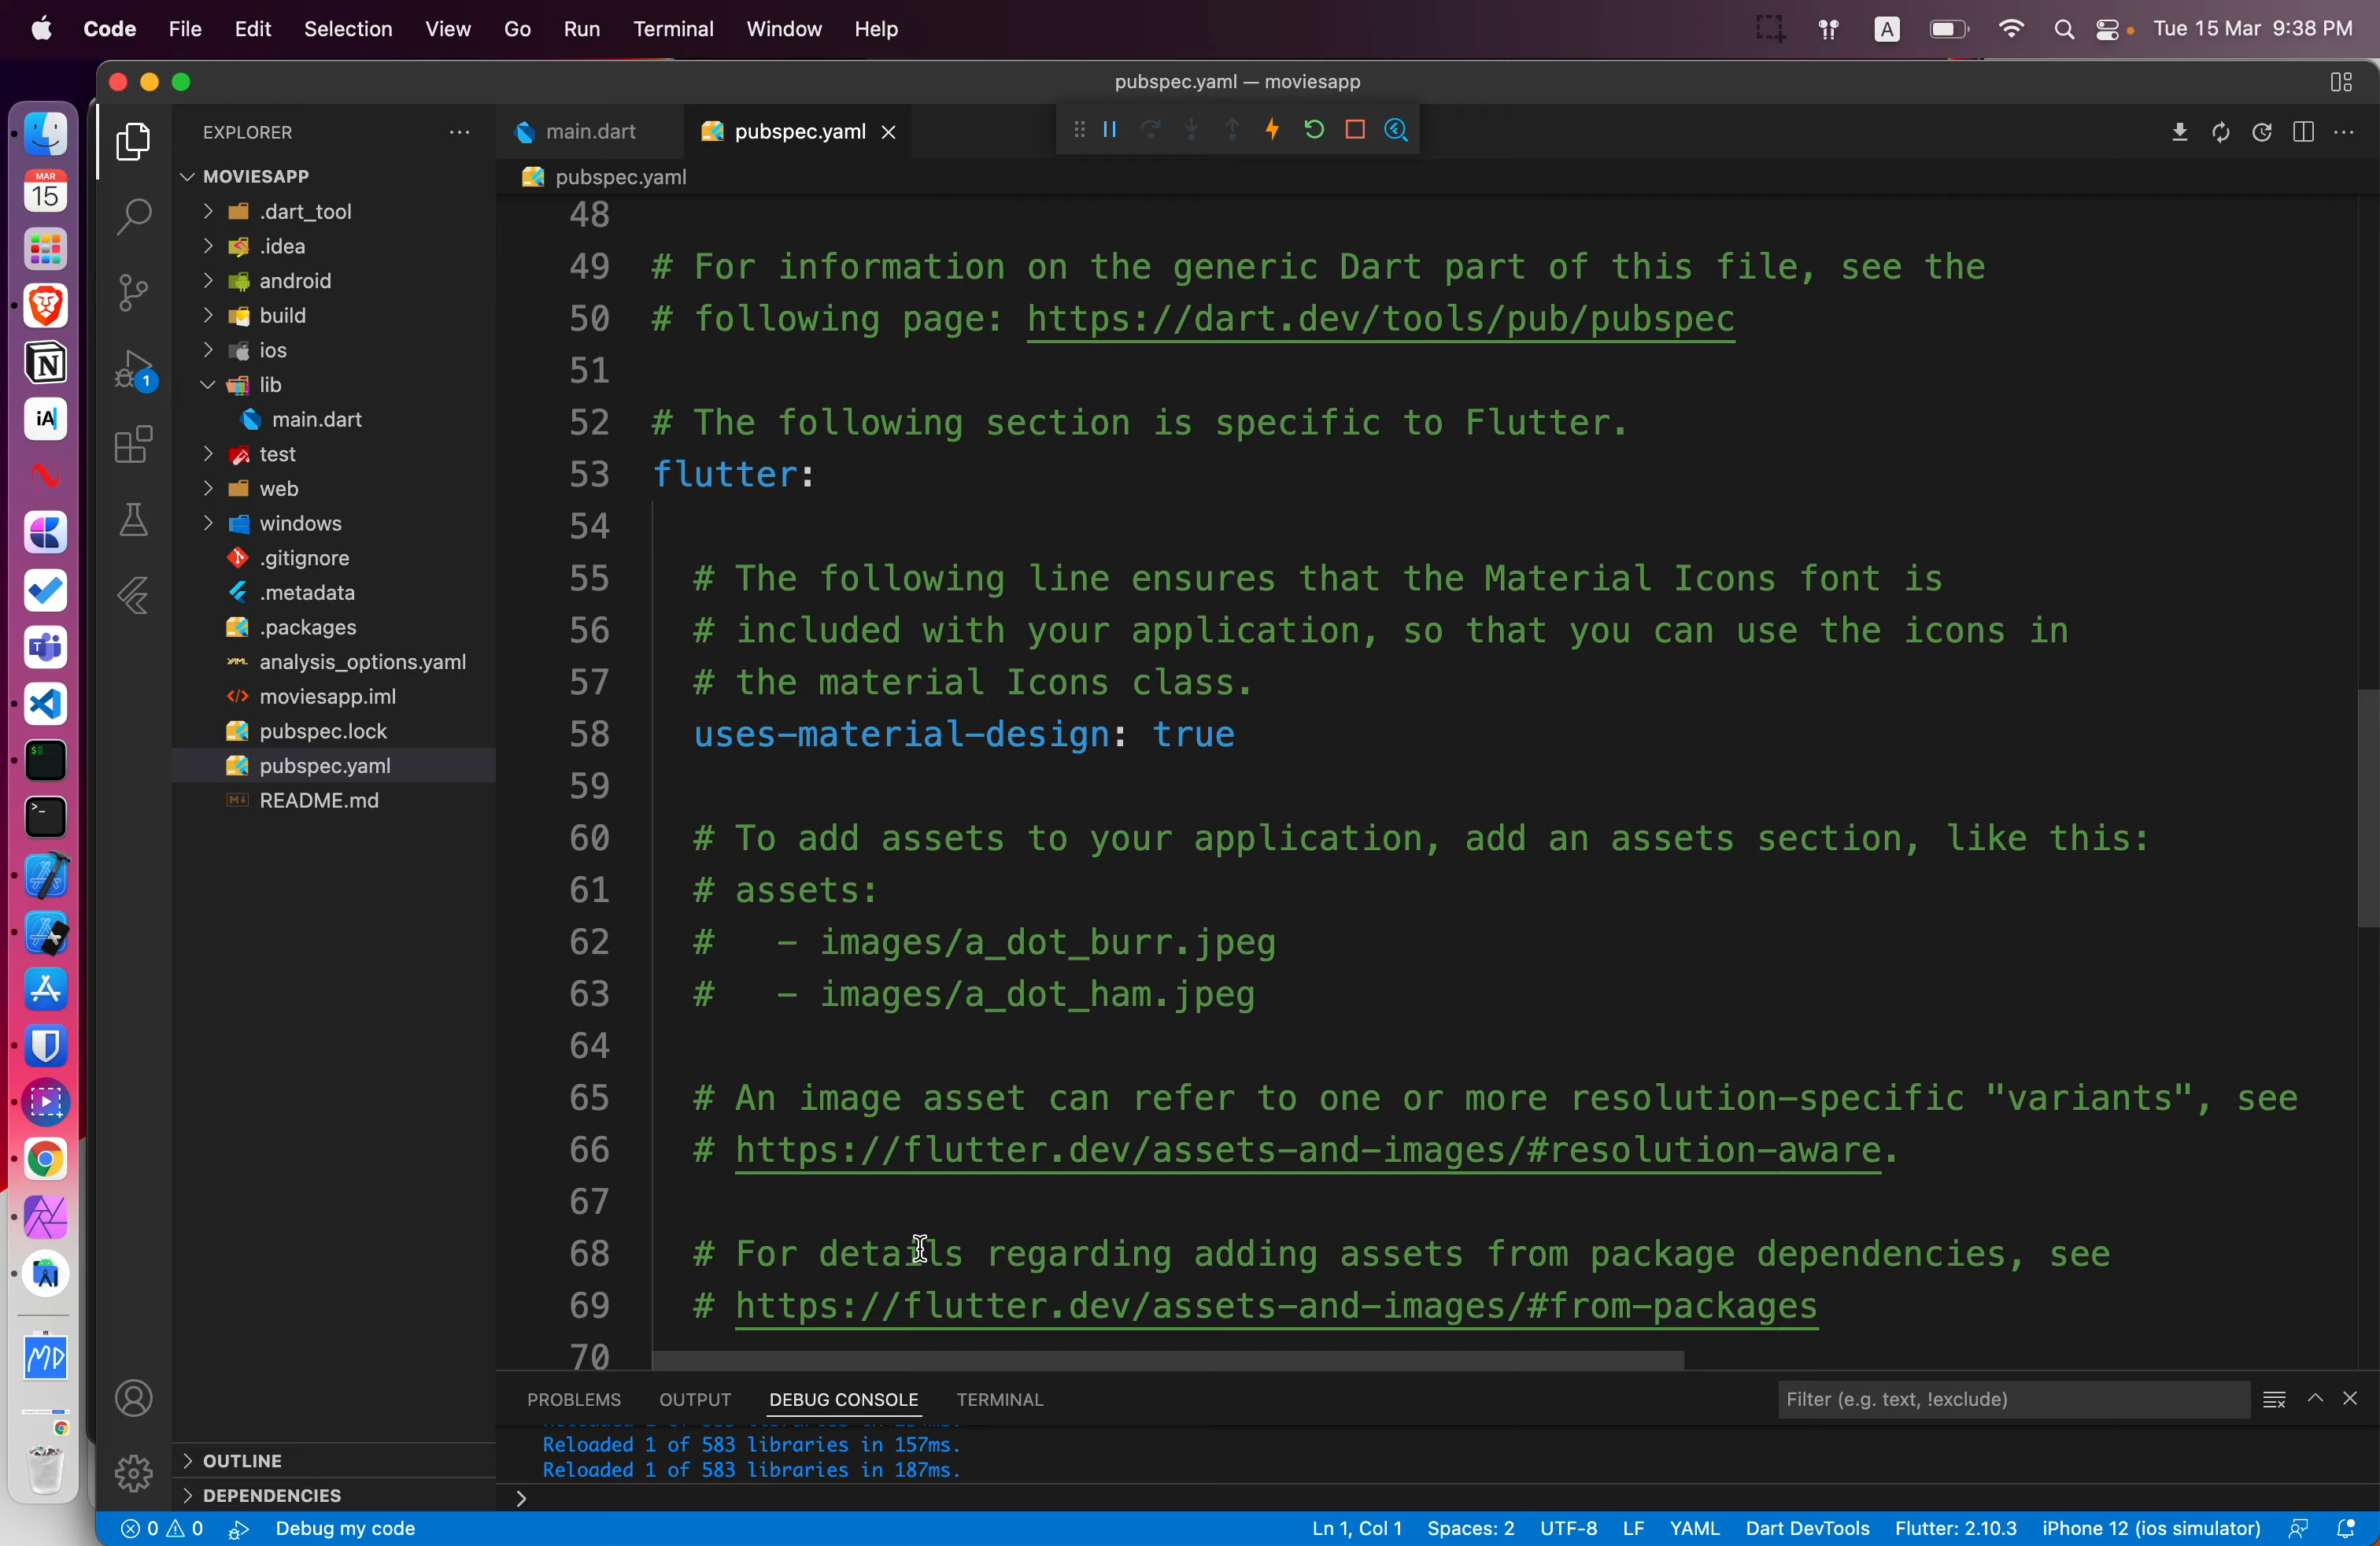 Code File Edit Selection View Go Run Terminal Window Help
A
Tue 15 Mar 9:38 PM
pubspec.yaml — moviesapp
MAR
15
iA
EXPLORER
MOVIESAPP
.dart_tool
.idea
android
build
ios
lib
main.dart
test
web
windows
.gitignore
.metadata
.packages
YAML analysis_options.yaml
moviesapp.iml
pubspec.lock
pubspec.yaml
README.md
OUTLINE
DEPENDENCIES
1
main.dart
pubspec.yaml
pubspec.yaml
48
49 # For information on the generic Dart part of this file, see the
50 # following page: https://dart.dev/tools/pub/pubspec
51
52 # The following section is specific to Flutter.
53 flutter:
54
55 # The following line ensures that the Material Icons font is
56 # included with your application, so that you can use the icons in
57 # the material Icons class.
58 uses-material-design: true
59
60 # To add assets to your application, add an assets section, like this:
61 # assets:
62 #   - images/a_dot_burr.jpeg
63 #   - images/a_dot_ham.jpeg
64
65 # An image asset can refer to one or more resolution-specific "variants", see
66 # https://flutter.dev/assets-and-images/#resolution-aware.
67
68 # For details regarding adding assets from package dependencies, see
69 # https://flutter.dev/assets-and-images/#from-packages
70
PROBLEMS OUTPUT DEBUG CONSOLE TERMINAL
Filter (e.g. text, !exclude)
Reloaded 1 of 583 libraries in 157ms.
Reloaded 1 of 583 libraries in 187ms.
0 0 Debug my code
Ln 1, Col 1 Spaces: 2 UTF-8 LF YAML Dart DevTools Flutter: 2.10.3 iPhone 12 (ios simulator)